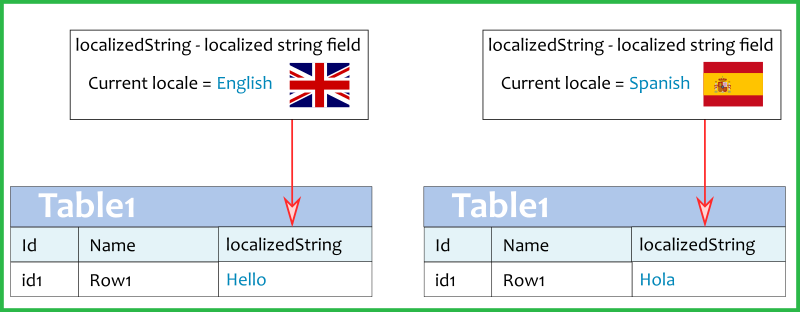 localizedString - localized string field
Current locale = English
Table1
Id Name localizedString
id1 Row1 Hello
localizedString - localized string field
Current locale = Spanish
Table1
Id Name localizedString
id1 Row1 Hola